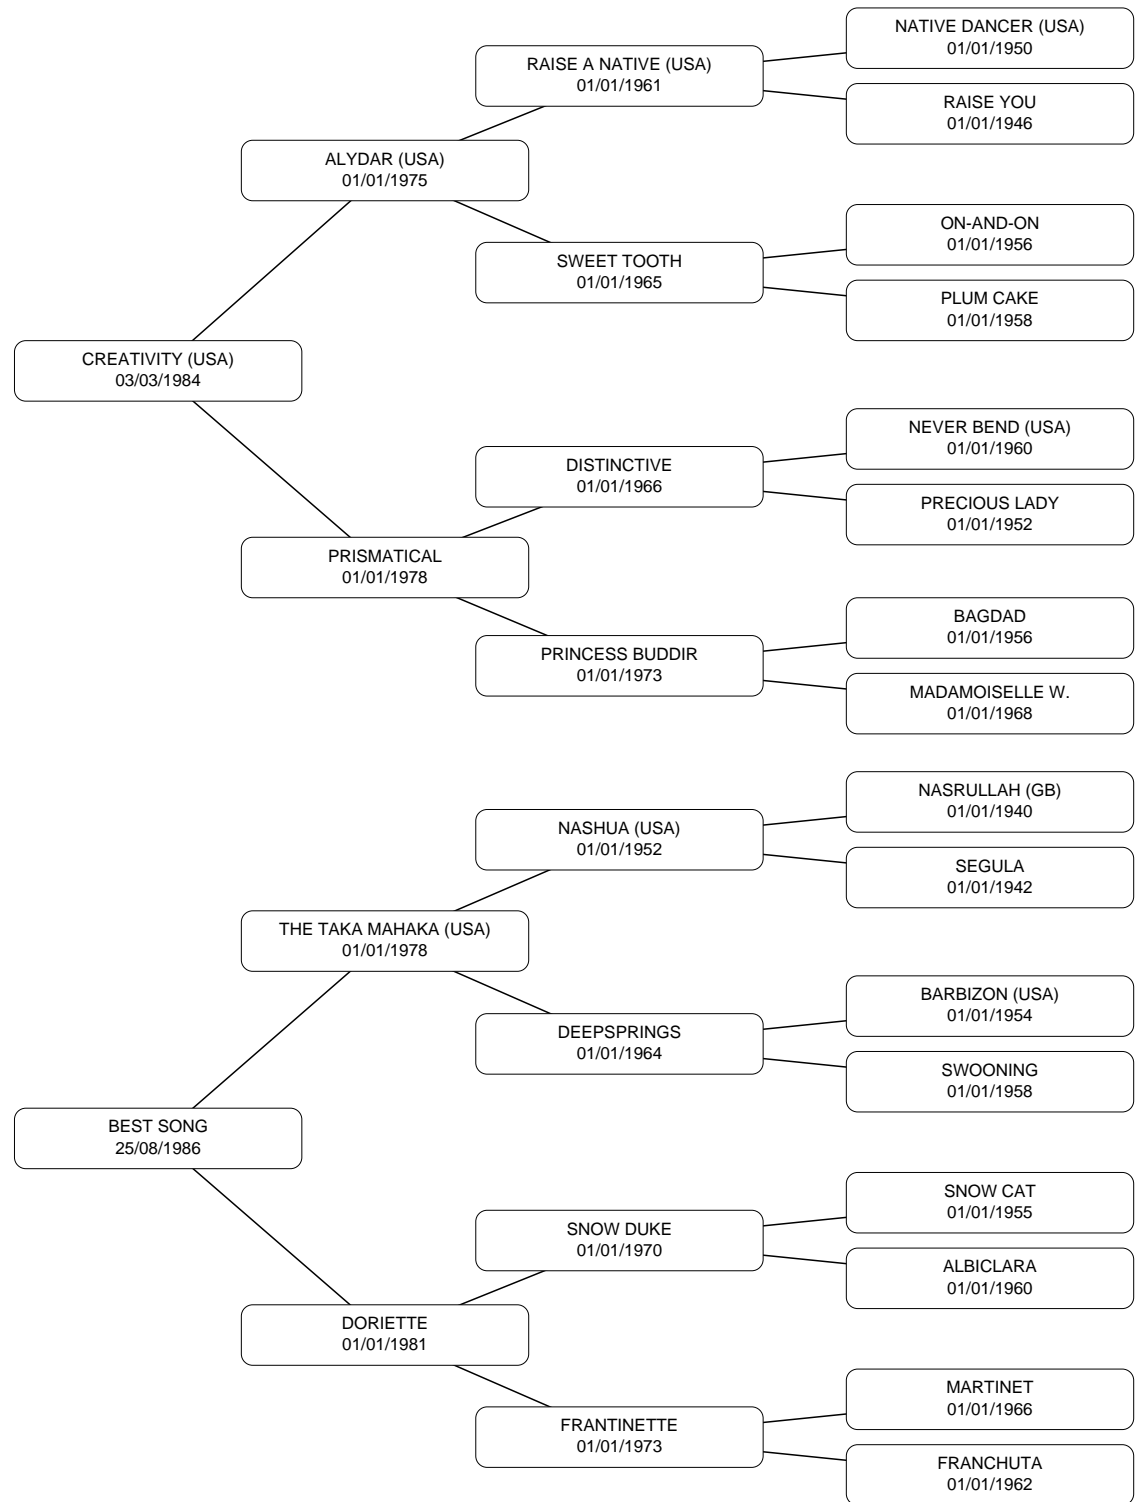 NATIVE DANCER (USA)
01/01/1950
RAISE A NATIVE (USA)
01/01/1961
RAISE YOU
01/01/1946
ALYDAR (USA)
01/01/1975
ON-AND-ON
01/01/1956
SWEET TOOTH
01/01/1965
PLUM CAKE
01/01/1958
CREATIVITY (USA)
03/03/1984
NEVER BEND (USA)
01/01/1960
DISTINCTIVE
01/01/1966
PRECIOUS LADY
01/01/1952
PRISMATICAL
01/01/1978
BAGDAD
01/01/1956
PRINCESS BUDDIR
01/01/1973
MADAMOISELLE W.
01/01/1968
NASRULLAH (GB)
01/01/1940
NASHUA (USA)
01/01/1952
SEGULA
01/01/1942
THE TAKA MAHAKA (USA)
01/01/1978
BARBIZON (USA)
01/01/1954
DEEPSPRINGS
01/01/1964
SWOONING
01/01/1958
BEST SONG
25/08/1986
SNOW CAT
01/01/1955
SNOW DUKE
01/01/1970
ALBICLARA
01/01/1960
DORIETTE
01/01/1981
MARTINET
01/01/1966
FRANTINETTE
01/01/1973
FRANCHUTA
01/01/1962